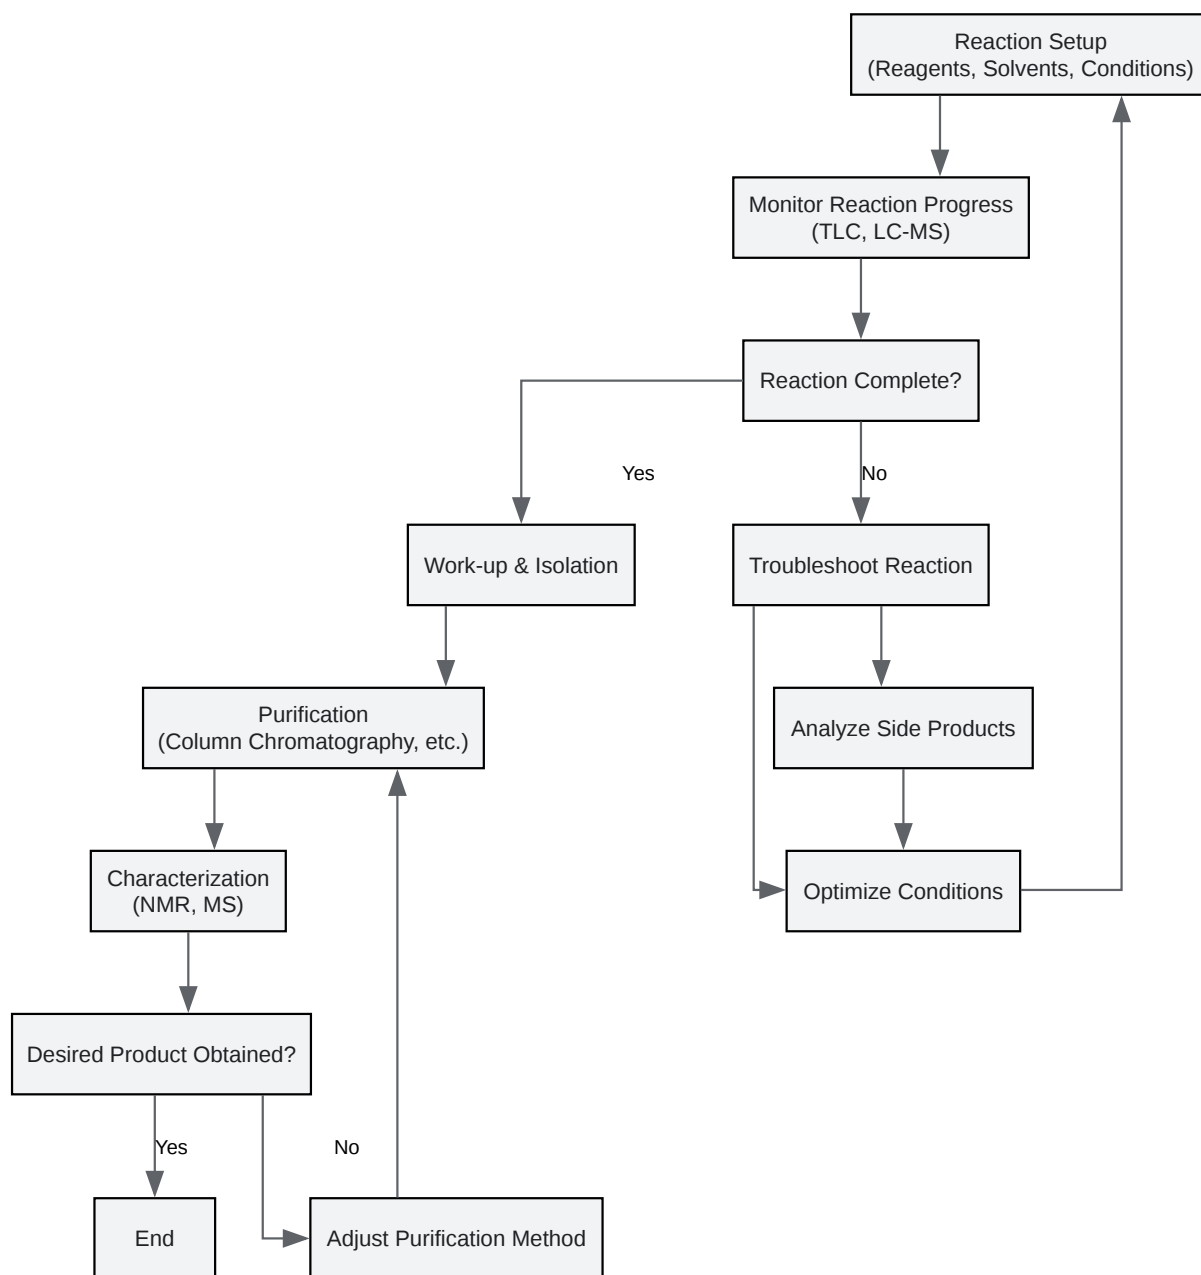 Reaction Setup
(Reagents, Solvents, Conditions)
Monitor Reaction Progress
(TLC, LC-MS)
Reaction Complete?
Yes
No
Work-up & Isolation
Troubleshoot Reaction
Purification
(Column Chromatography, etc.)
Analyze Side Products
Characterization
(NMR, MS)
Optimize Conditions
Desired Product Obtained?
Yes
No
End
Adjust Purification Method